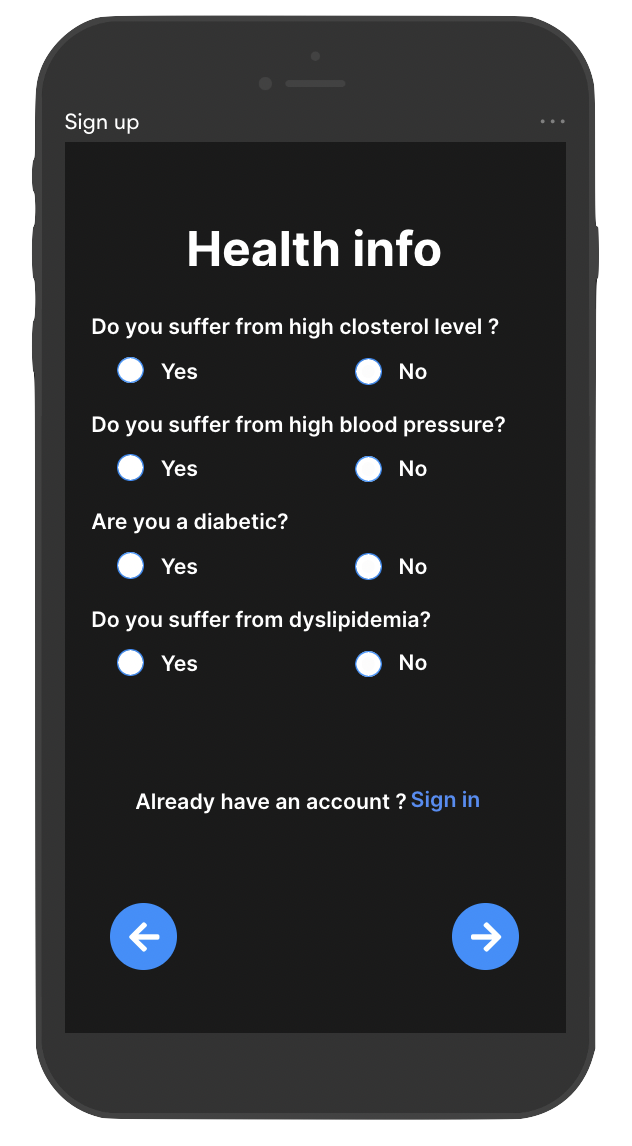 Sign up
Health info
Do you suffer from high closterol level ?
Yes No
Do you suffer from high blood pressure?
Yes No
Are you a diabetic?
Yes No
Do you suffer from dyslipidemia?
Yes No
Already have an account ? Sign in